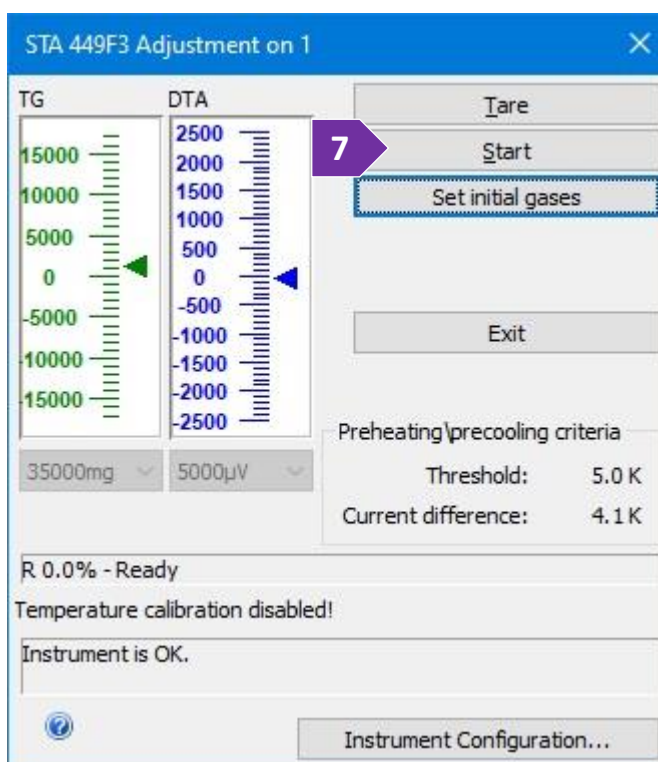 STA 449F3 Adjustment on 1
TG
15000
10000
5000
0
-5000
-10000
-15000
35000mg
DTA
2500
2000
1500
1000
500
0
-500
-1000
-1500
-2000
-2500
5000µV
Tare
7
Start
Set initial gases
Exit
Preheating\precooling criteria
Threshold: 5.0 K
Current difference: 4.1 K
R 0.0% - Ready
Temperature calibration disabled!
Instrument is OK.
?
Instrument Configuration...